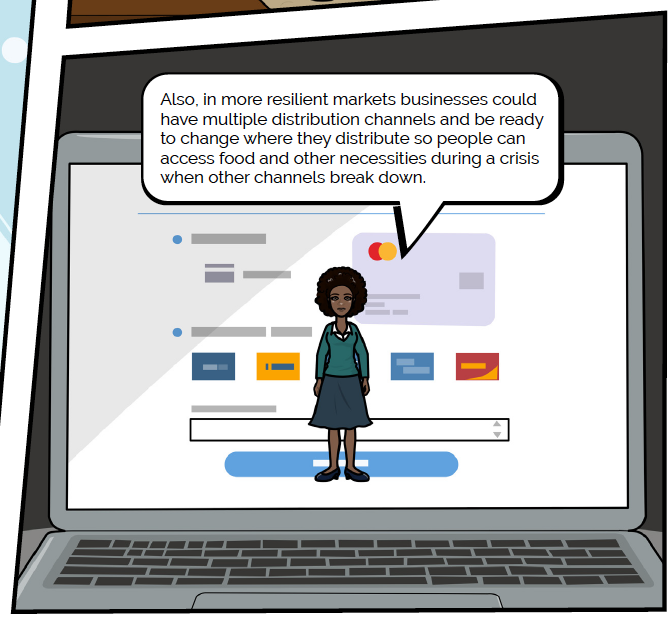 Also, in more resilient markets businesses could
have multiple distribution channels and be ready
to change where they distribute so people can
access food and other necessities during a crisis
when other channels break down.